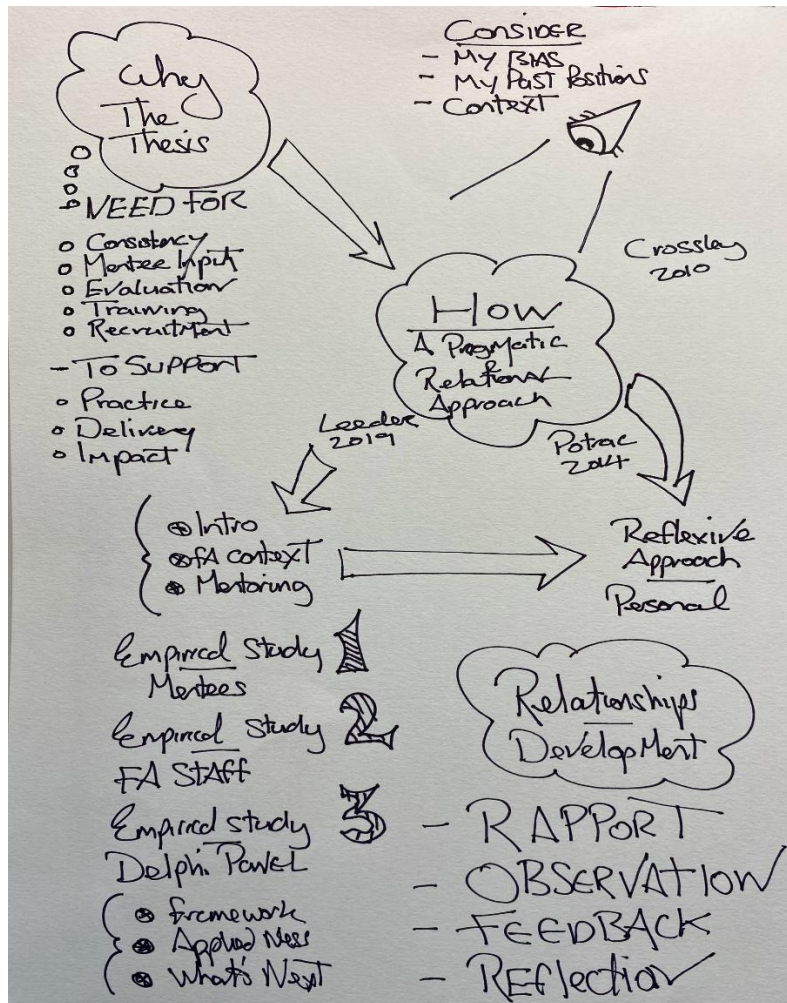 Why
The
Thesis
NEED FOR
Consistency
Mentee Input
Evaluation
Training
Recruitment
- To Support
Practice
Delivery
Impact
CONSIDER
- My BIAS
- My Past Positions
- Context
Crossley
2010
How
A Pragmatic
Relational
Approach
Leeder
2019
Potrac
2014
Intro
FA context
Mentoring
Reflexive
Approach
Personal
Empirical Study 1
Mentees
Empirical Study 2
FA Staff
Empirical Study 3
Delphi Panel
Framework
Applied Ness
What's Next
Relationships
Development
- RAPPORT
- OBSERVATION
- FEEDBACK
- REflection